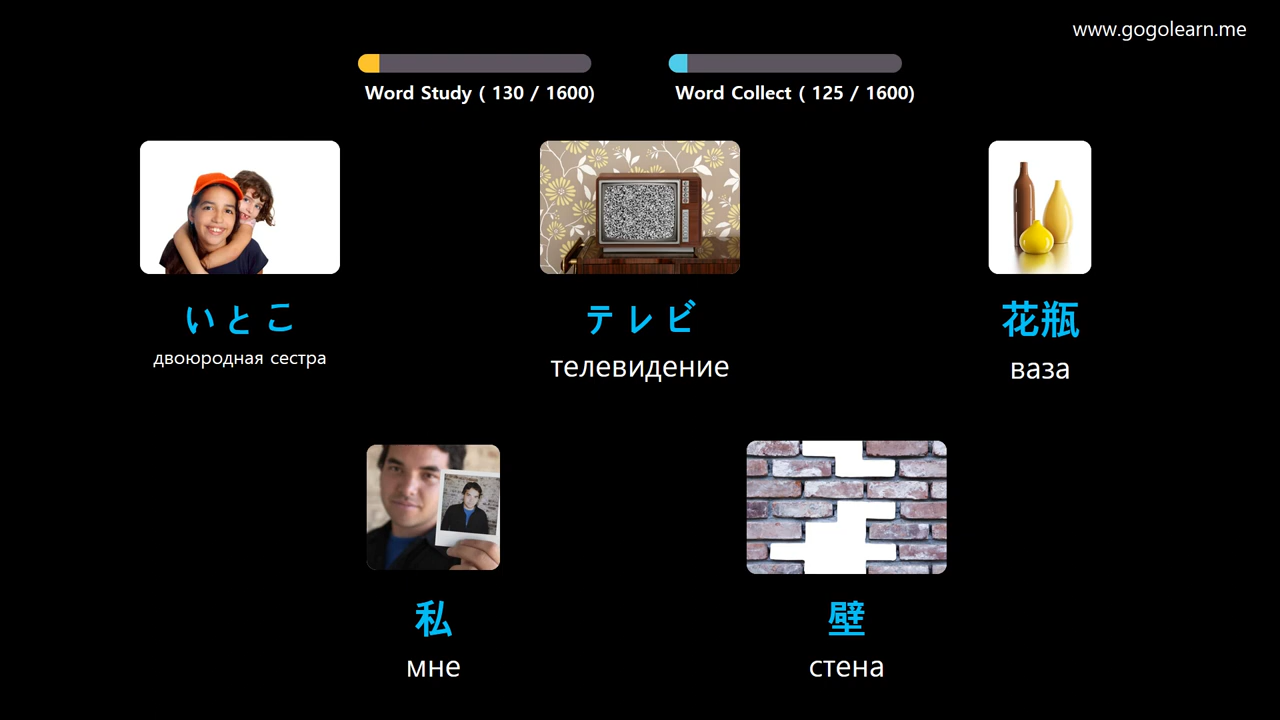 www.gogolearn.me
Word Study ( 130 / 1600)
Word Collect ( 125 / 1600)
いとこ
двоюродная сестра
テレビ
телевидение
花瓶
ваза
私
мне
壁
стена